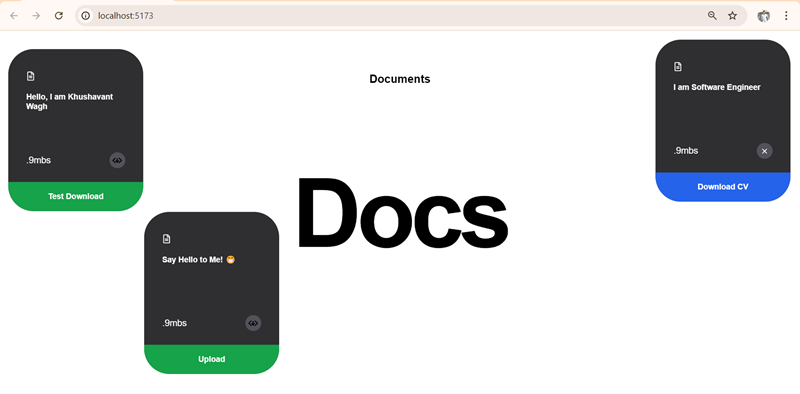 localhost:5173
Documents
Docs
Hello, I am Khushavant
Wagh
.9mbs
Test Download
Say Hello to Me! 😁
.9mbs
Upload
I am Software Engineer
.9mbs
Download CV